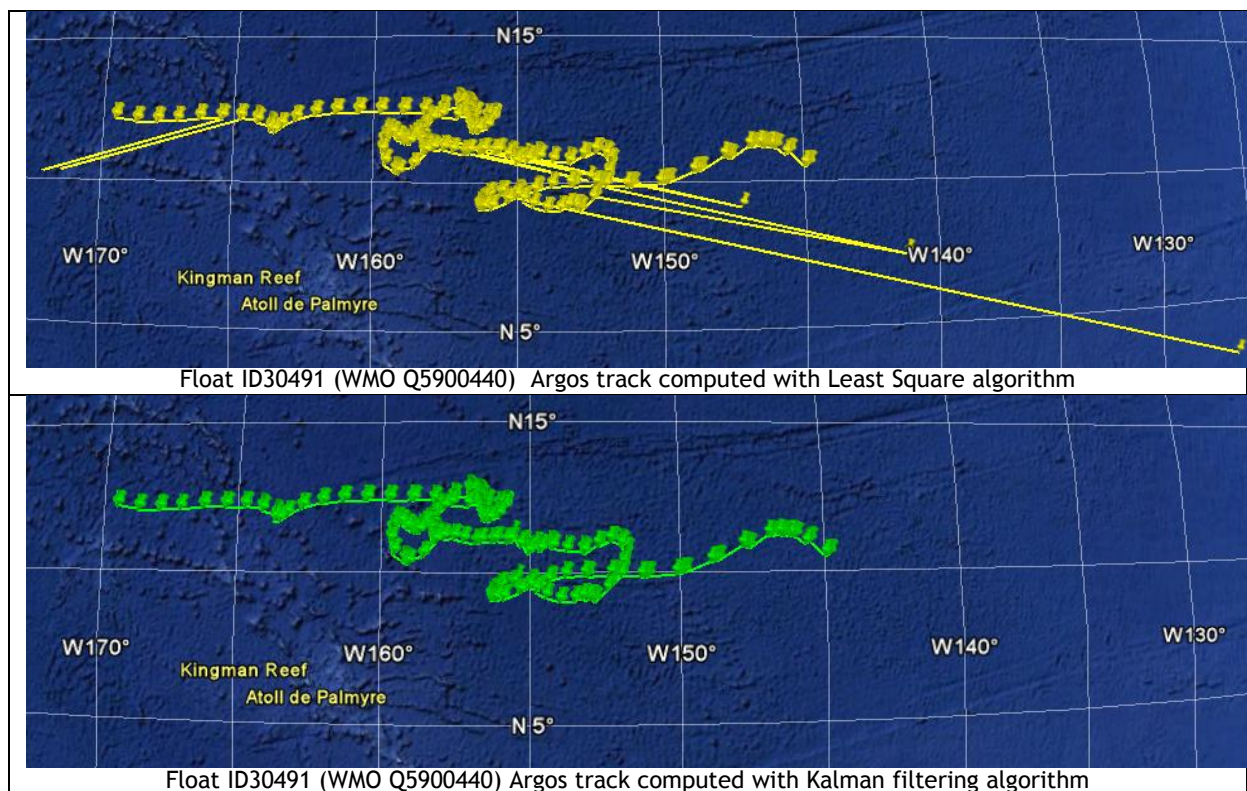 N15°
W170°
W160°
W150°
W140°
W130°
Kingman Reef
Atoll de Palmyre
N 5°
Float ID30491 (WMO Q5900440) Argos track computed with Least Square algorithm
N15°
W170°
W160°
W150°
W140°
W130°
Kingman Reef
Atoll de Palmyre
N 5°
Float ID30491 (WMO Q5900440) Argos track computed with Kalman filtering algorithm